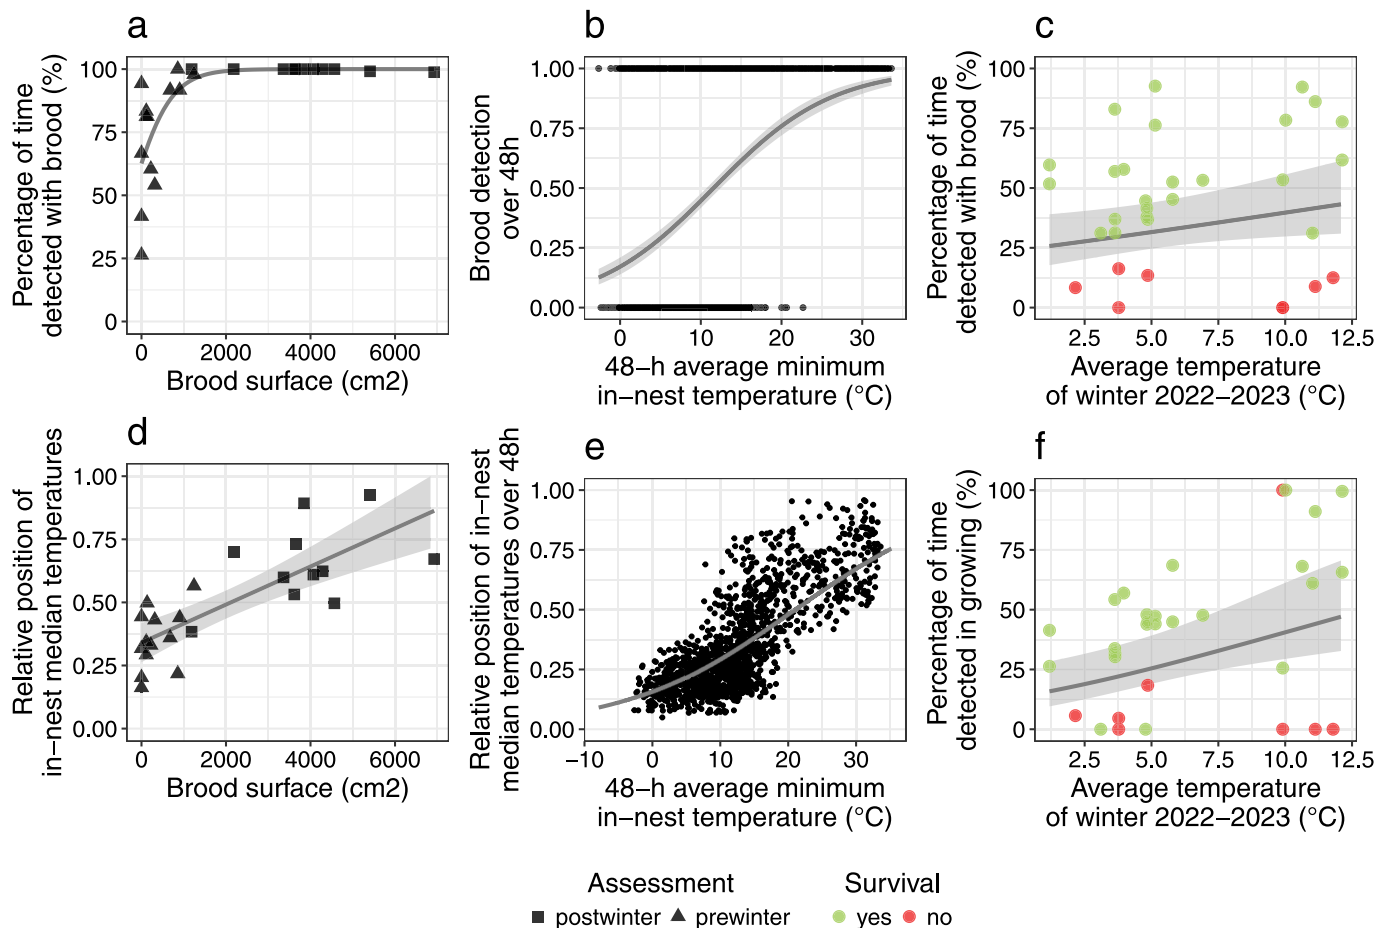 a
Percentage of time
detected with brood (%)
100
75
50
25
0
0 2000 4000 6000
Brood surface (cm2)
b
Brood detection
over 48h
1.00
0.75
0.50
0.25
0.00
0 10 20 30
48−h average minimum
in−nest temperature (°C)
c
Percentage of time
detected with brood (%)
100
75
50
25
0
2.5 5.0 7.5 10.0 12.5
Average temperature
of winter 2022−2023 (°C)
d
Relative position of
in−nest median temperatures
1.00
0.75
0.50
0.25
0.00
0 2000 4000 6000
Brood surface (cm2)
e
Relative position of in−nest
median temperatures over 48h
1.00
0.75
0.50
0.25
0.00
−10 0 10 20 30
48−h average minimum
in−nest temperature (°C)
f
Percentage of time
detected in growing (%)
100
75
50
25
0
2.5 5.0 7.5 10.0 12.5
Average temperature
of winter 2022−2023 (°C)
Assessment
postwinter prewinter
Survival
yes no